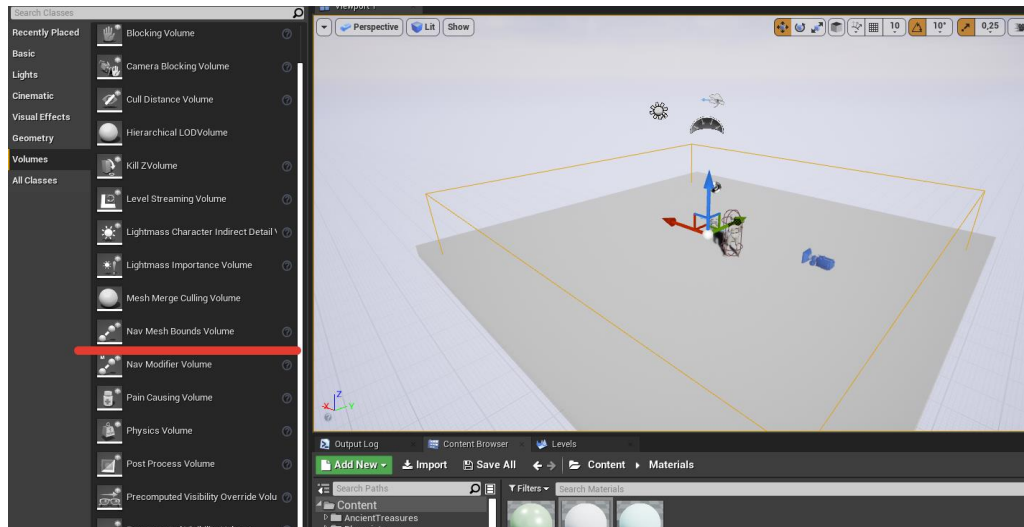 Search Classes
Recently Placed
Basic
Lights
Cinematic
Visual Effects
Geometry
Volumes
All Classes
Blocking Volume
Camera Blocking Volume
Cull Distance Volume
Hierarchical LODVolume
Kill ZVolume
Level Streaming Volume
Lightmass Character Indirect Detail
Lightmass Importance Volume
Mesh Merge Culling Volume
Nav Mesh Bounds Volume
Nav Modifier Volume
Pain Causing Volume
Physics Volume
Post Process Volume
Precomputed Visibility Override Volu
Viewport 1
Perspective Lit Show
10 10° 0,25
Z
X Y
Output Log Content Browser Levels
Add New Import Save All Content Materials
Search Paths Filters Search Materials
Content
AncientTreasures